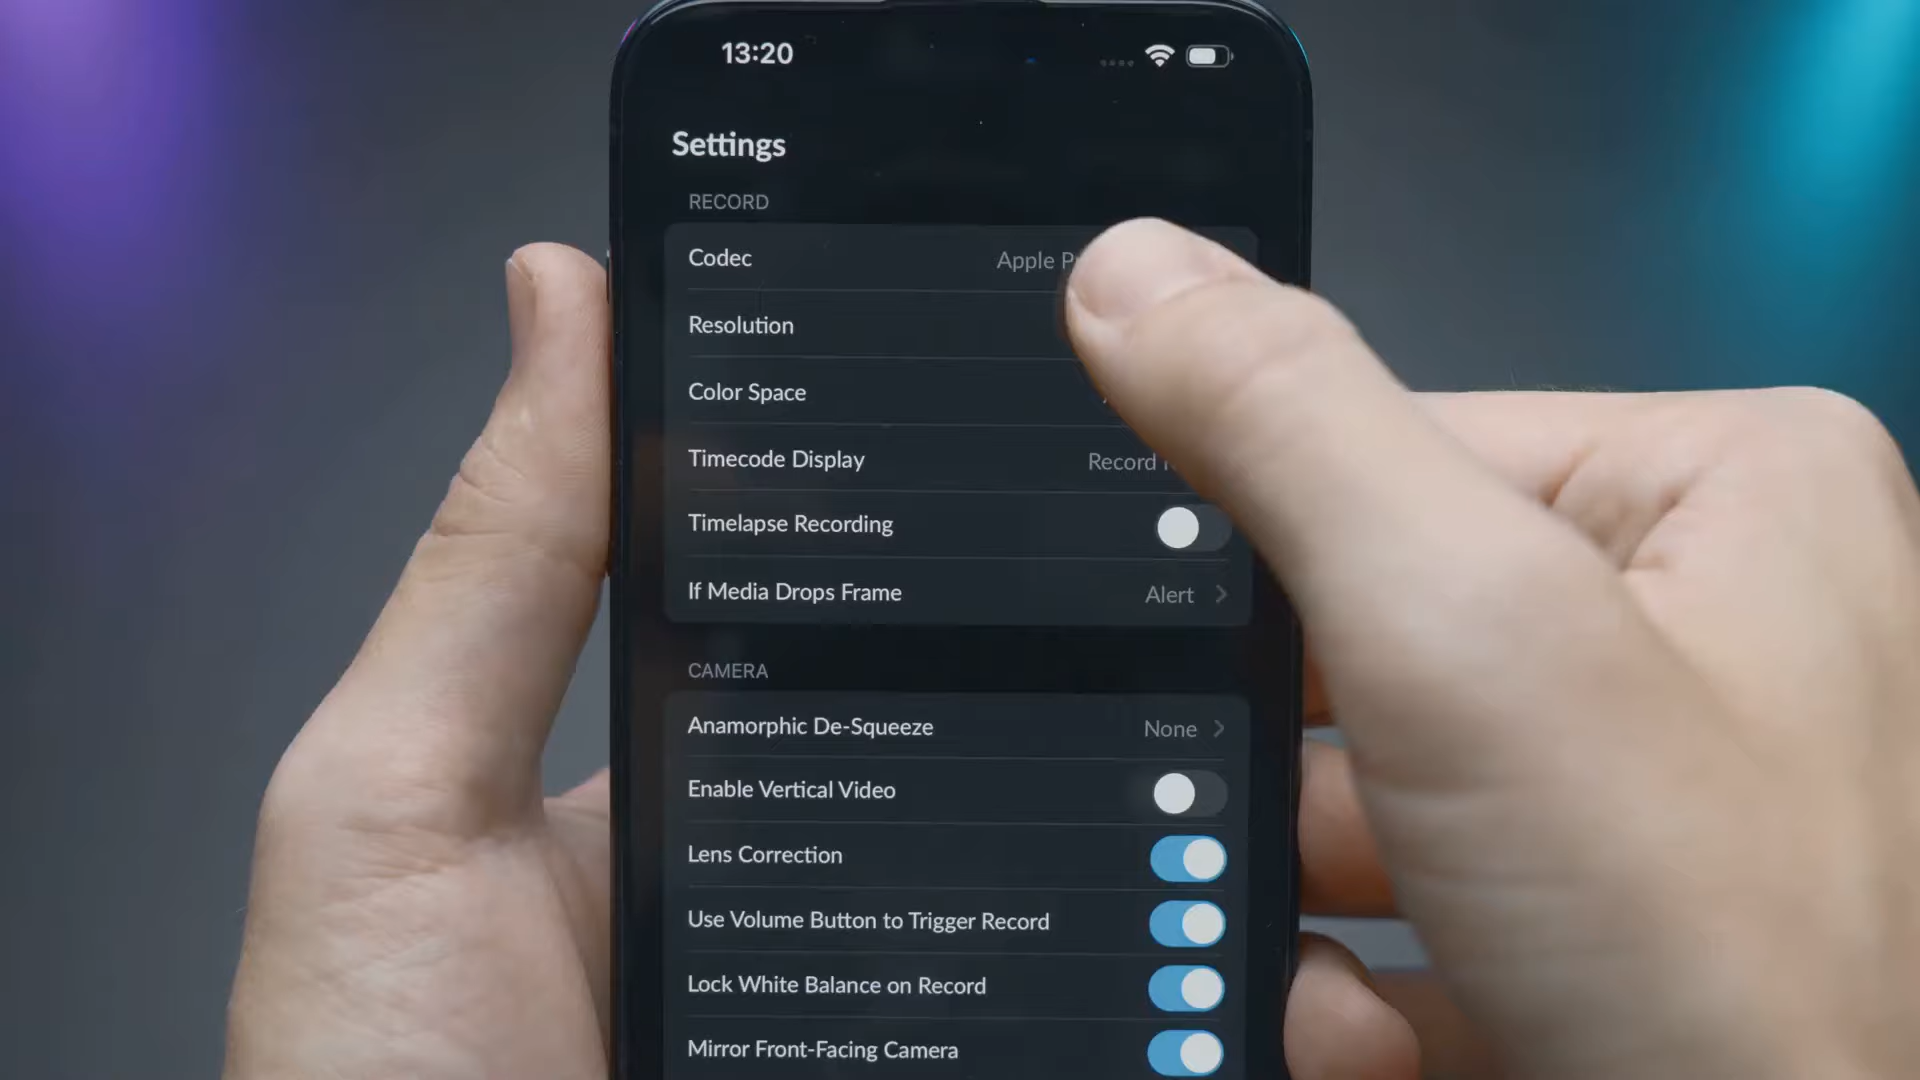 13:20
Settings
RECORD
Codec Apple
Resolution
Color Space
Timecode Display Record
Timelapse Recording
If Media Drops Frame Alert
CAMERA
Anamorphic De-Squeeze None
Enable Vertical Video
Lens Correction
Use Volume Button to Trigger Record
Lock White Balance on Record
Mirror Front-Facing Camera